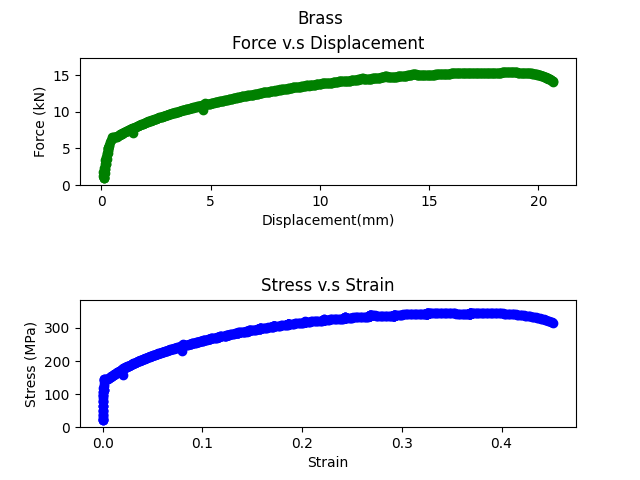 Brass
Force v.s Displacement
15
10
5
0
Force (kN)
0 5 10 15 20
Displacement(mm)
Stress v.s Strain
300
200
100
0
Stress (MPa)
0.0 0.1 0.2 0.3 0.4
Strain